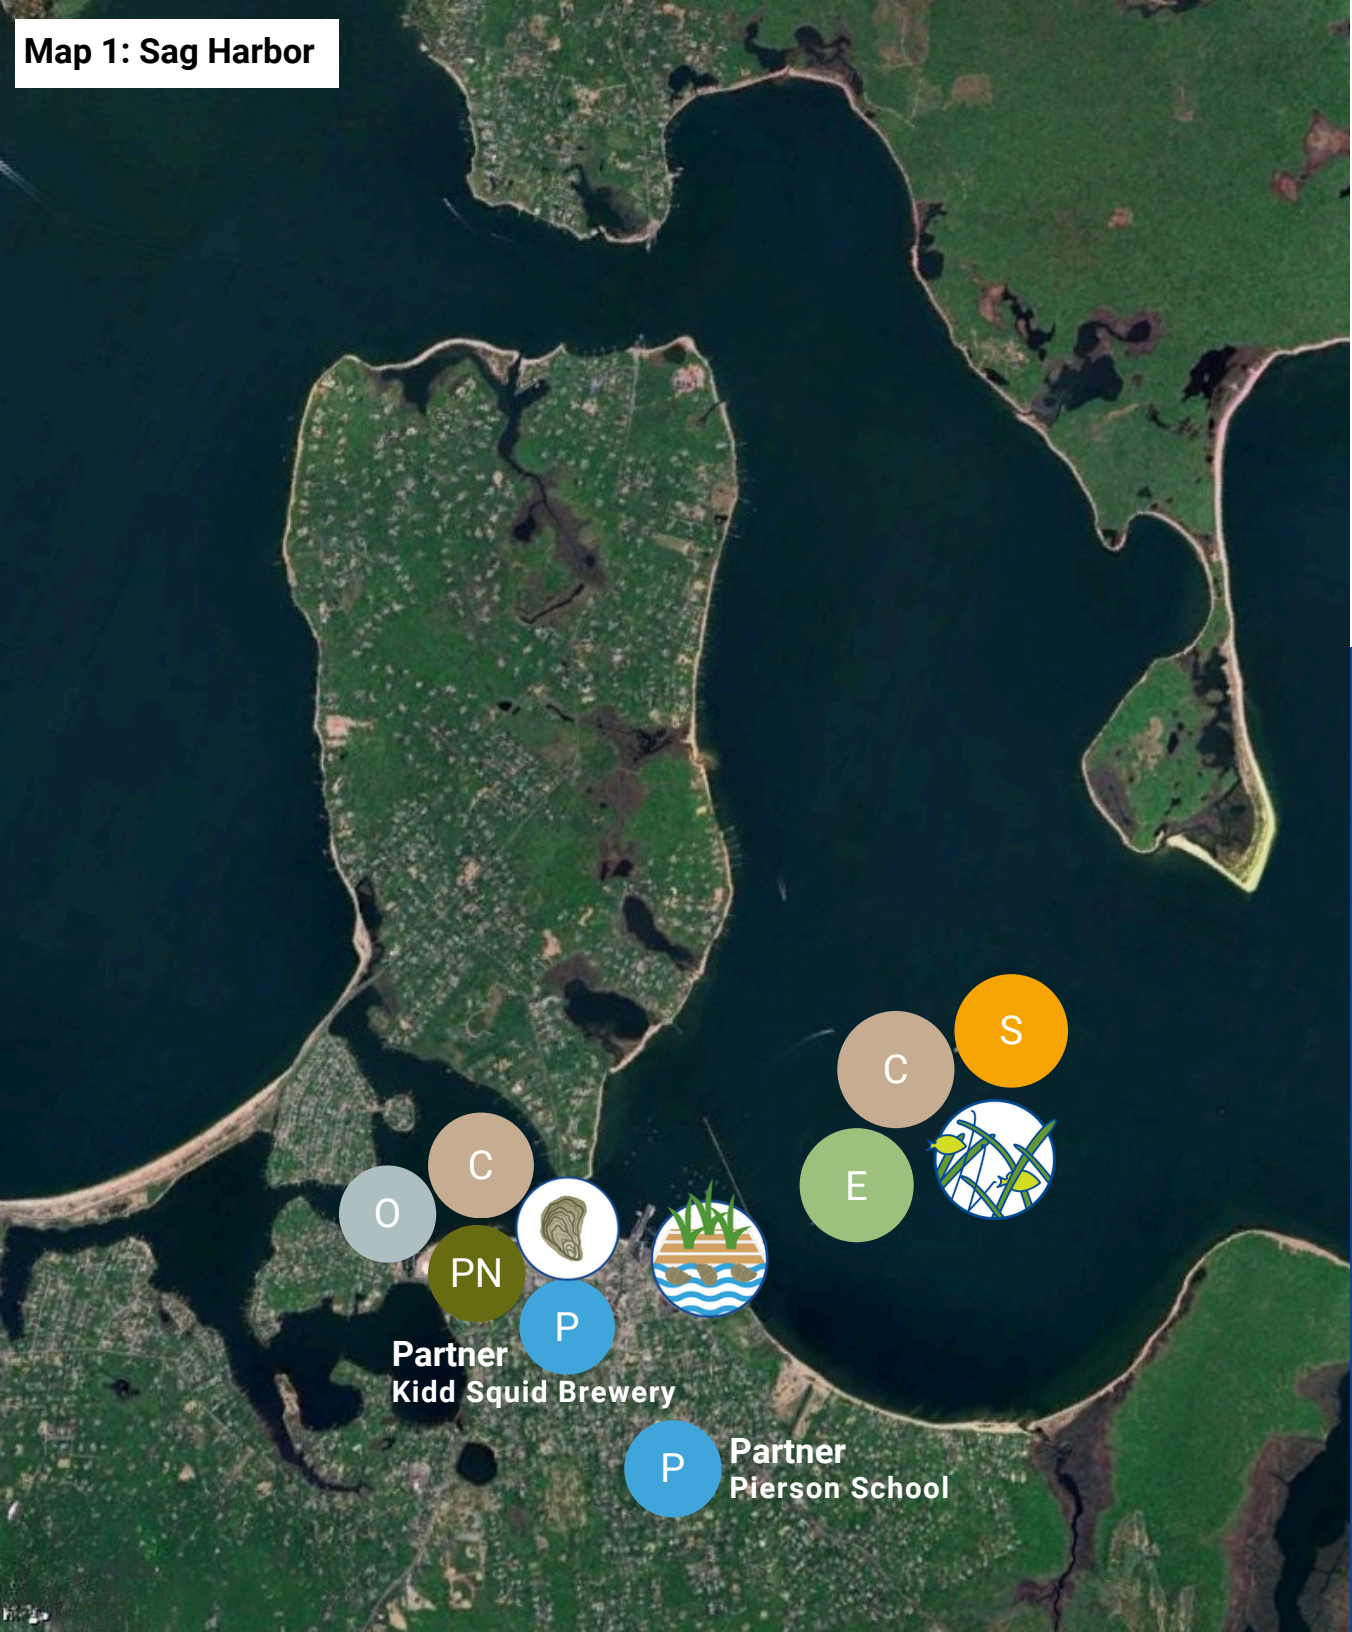 Map 1: Sag Harbor
S
C
C
E
O
PN
P
Partner
Kidd Squid Brewery
P
Partner
Pierson School